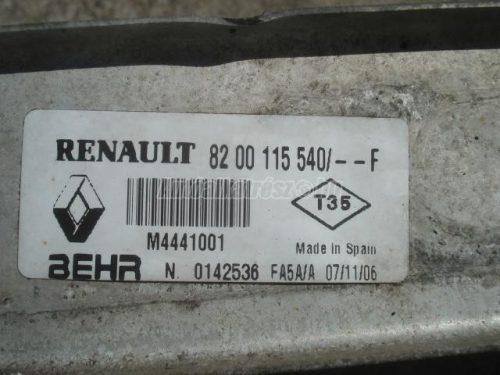 RENAULT 82 00 115 540/--F
T35
M4441001
Made in Spain
BEHR N. 0142536 FA5A/A 07/11/06